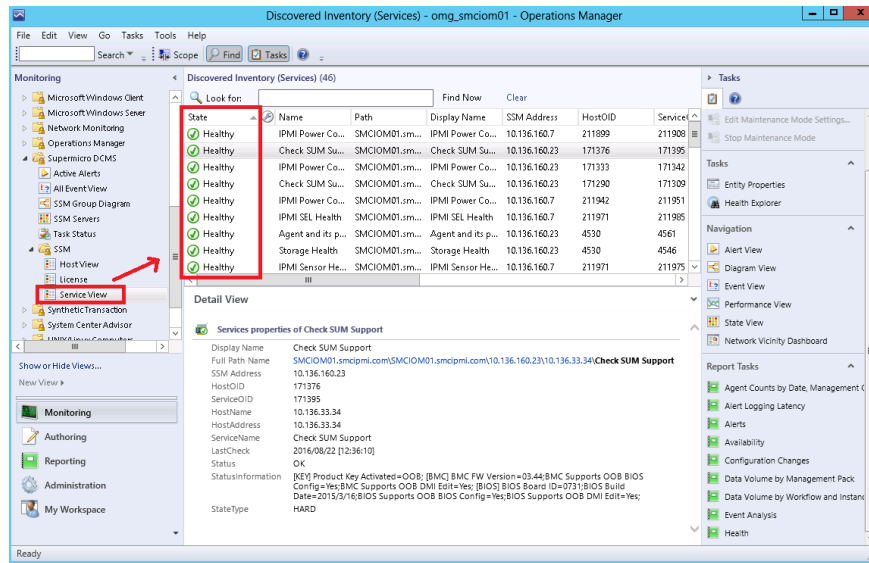 Discovered Inventory (Services) - omg_smciom01 - Operations Manager
File Edit View Go Tasks Tools Help
Search Scope Find Tasks
Monitoring
Microsoft Windows Client
Microsoft Windows Server
Network Monitoring
Operations Manager
Supermicro DCMS
Active Alerts
All Event View
SSM Group Diagram
SSM Servers
Task Status
SSM
Host View
License
Service View
Synthetic Transaction
System Center Advisor
UNIX/Linux Computers
Show or Hide Views...
New View
Monitoring
Authoring
Reporting
Administration
My Workspace
Discovered Inventory (Services) (46)
Look for: Find Now Clear
State Name Path Display Name SSM Address HostOID
Healthy IPMI Power Co... SMCIOM01.sm... IPMI Power Co... 10.136.160.7 211899 211908
Healthy Check SUM Su... SMCIOM01.sm... Check SUM Su... 10.136.160.23 171376 171395
Healthy IPMI Power Co... SMCIOM01.sm... IPMI Power Co... 10.136.160.23 171333 171342
Healthy Check SUM Su... SMCIOM01.sm... Check SUM Su... 10.136.160.23 171290 171309
Healthy IPMI Power Co... SMCIOM01.sm... IPMI Power Co... 10.136.160.7 211942 211951
Healthy IPMI SEL Health SMCIOM01.sm... IPMI SEL Health 10.136.160.7 211971 211985
Healthy Agent and its p... SMCIOM01.sm... Agent and its p... 10.136.160.23 4530 4561
Healthy Storage Health SMCIOM01.sm... Storage Health 10.136.160.23 4530 4546
Healthy IPMI Sensor He... SMCIOM01.sm... IPMI Sensor He... 10.136.160.7 211971 211975
Detail View
Services properties of Check SUM Support
Display Name Check SUM Support
Full Path Name SMCIOM01.smcipmi.com\SMCIOM01.smcipmi.com\10.136.160.23\10.136.33.34\Check SUM Support
SSM Address 10.136.160.23
HostOID 171376
ServiceOID 171395
HostName 10.136.33.34
HostAddress 10.136.33.34
ServiceName Check SUM Support
LastCheck 2016/08/22 [12:36:10]
Status OK
StatusInformation [KEY] Product Key Activated=OOB; [BMC] BMC FW Version=03.44;BMC Supports OOB BIOS
Config=Yes;BMC Supports OOB DMI Edit=Yes; [BIOS] BIOS Board ID=0731;BIOS Build
Date=2015/3/16;BIOS Supports OOB BIOS Config=Yes;BIOS Supports OOB DMI Edit=Yes;
StateType HARD
Tasks
Edit Maintenance Mode Settings...
Stop Maintenance Mode
Tasks
Entity Properties
Health Explorer
Navigation
Alert View
Diagram View
Event View
Performance View
State View
Network Vicinity Dashboard
Report Tasks
Agent Counts by Date, Management
Alert Logging Latency
Alerts
Availability
Configuration Changes
Data Volume by Management Pack
Data Volume by Workflow and
Event Analysis
Health
Ready